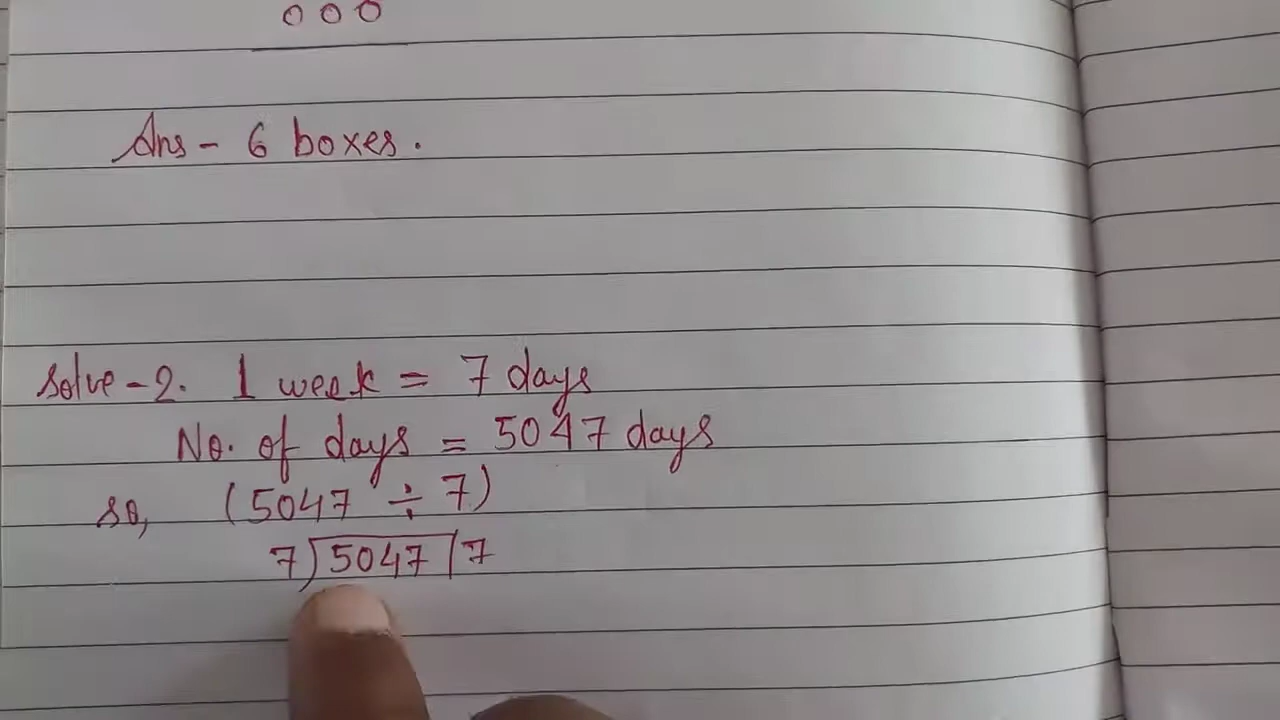 000
Ans - 6 boxes.
Solve - 2. 1 week = 7 days
No. of days = 5047 days
so, (5047 ÷ 7)
7)5047/7